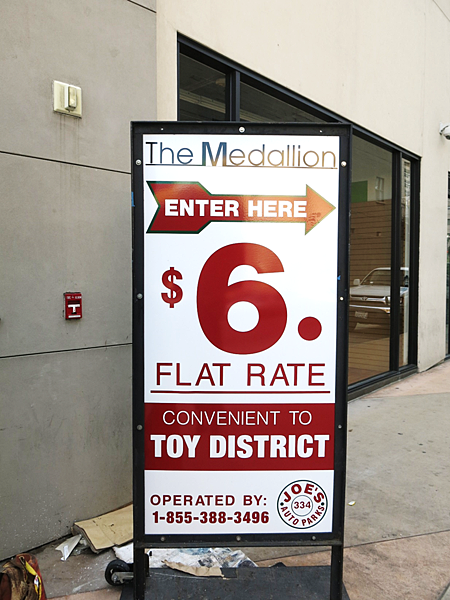 The Medallion
ENTER HERE
$6.
FLAT RATE
CONVENIENT TO
TOY DISTRICT
OPERATED BY:
1-855-388-3496
JOE'S
334
AUTO PARKS